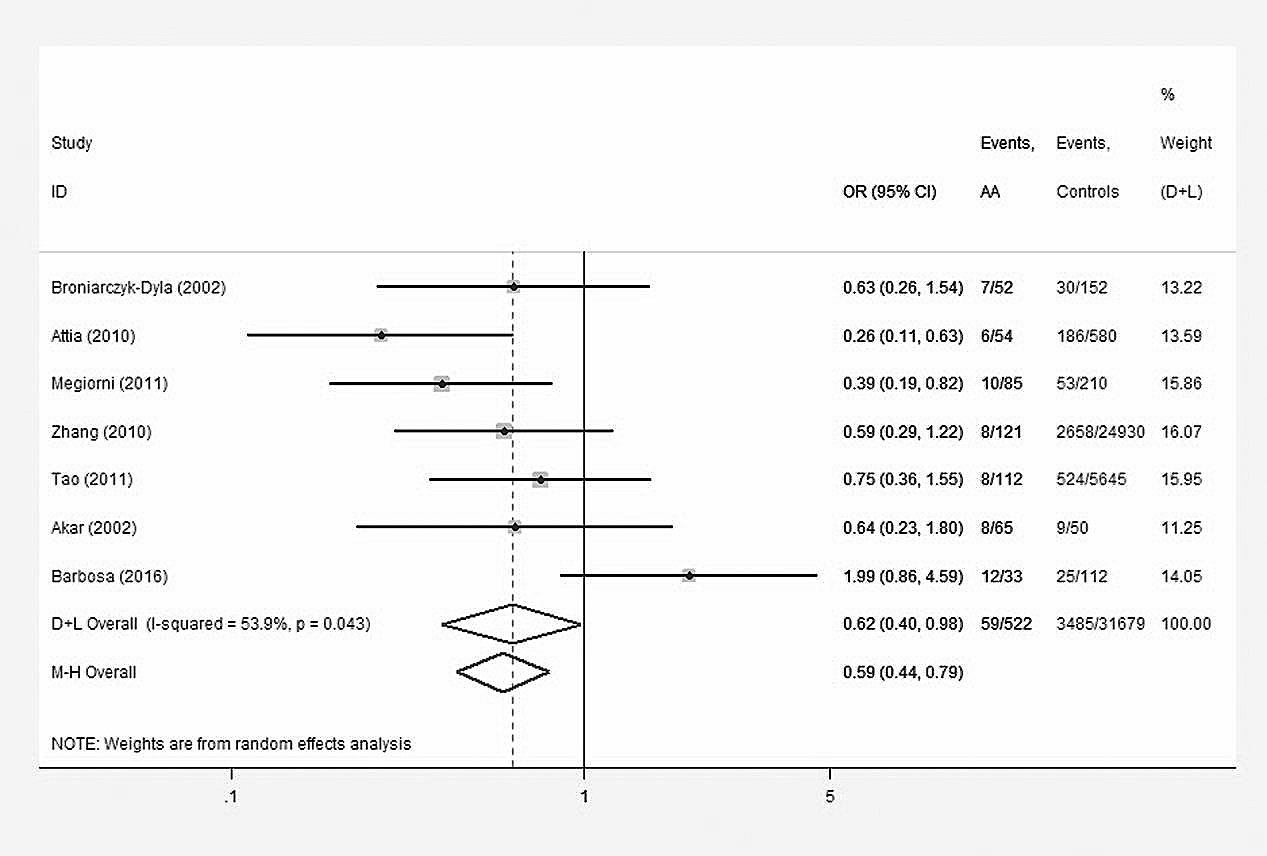 %
Study Events, Events, Weight
ID OR (95% CI) AA Controls (D+L)
Broniarczyk-Dyla (2002) 0.63 (0.26, 1.54) 7/52 30/152 13.22
Attia (2010) 0.26 (0.11, 0.63) 6/54 186/580 13.59
Megiorni (2011) 0.39 (0.19, 0.82) 10/85 53/210 15.86
Zhang (2010) 0.59 (0.29, 1.22) 8/121 2658/24930 16.07
Tao (2011) 0.75 (0.36, 1.55) 8/112 524/5645 15.95
Akar (2002) 0.64 (0.23, 1.80) 8/65 9/50 11.25
Barbosa (2016) 1.99 (0.86, 4.59) 12/33 25/112 14.05
D+L Overall (I-squared = 53.9%, p = 0.043) 0.62 (0.40, 0.98) 59/522 3485/31679 100.00
M-H Overall 0.59 (0.44, 0.79)
NOTE: Weights are from random effects analysis
.1 1 5